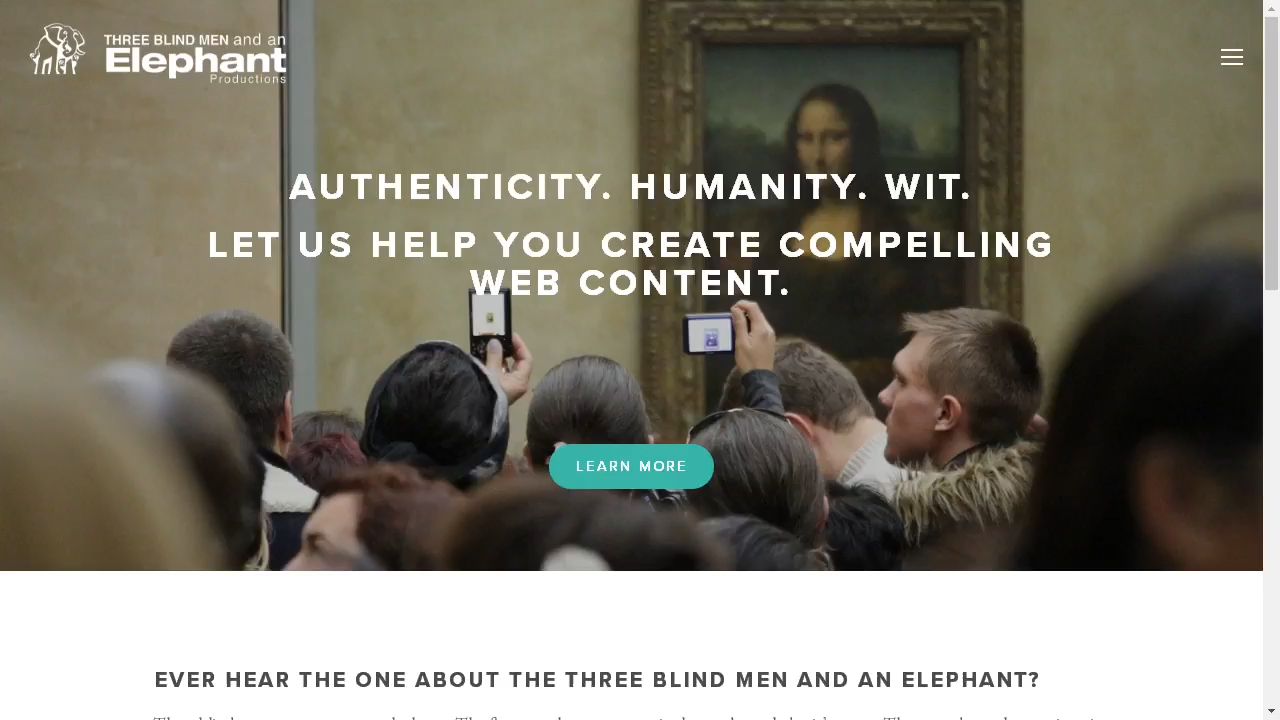 THREE BLIND MEN and an
Elephant
Productions
AUTHENTICITY. HUMANITY. WIT.
LET US HELP YOU CREATE COMPELLING
WEB CONTENT.
LEARN MORE
EVER HEAR THE ONE ABOUT THE THREE BLIND MEN AND AN ELEPHANT?